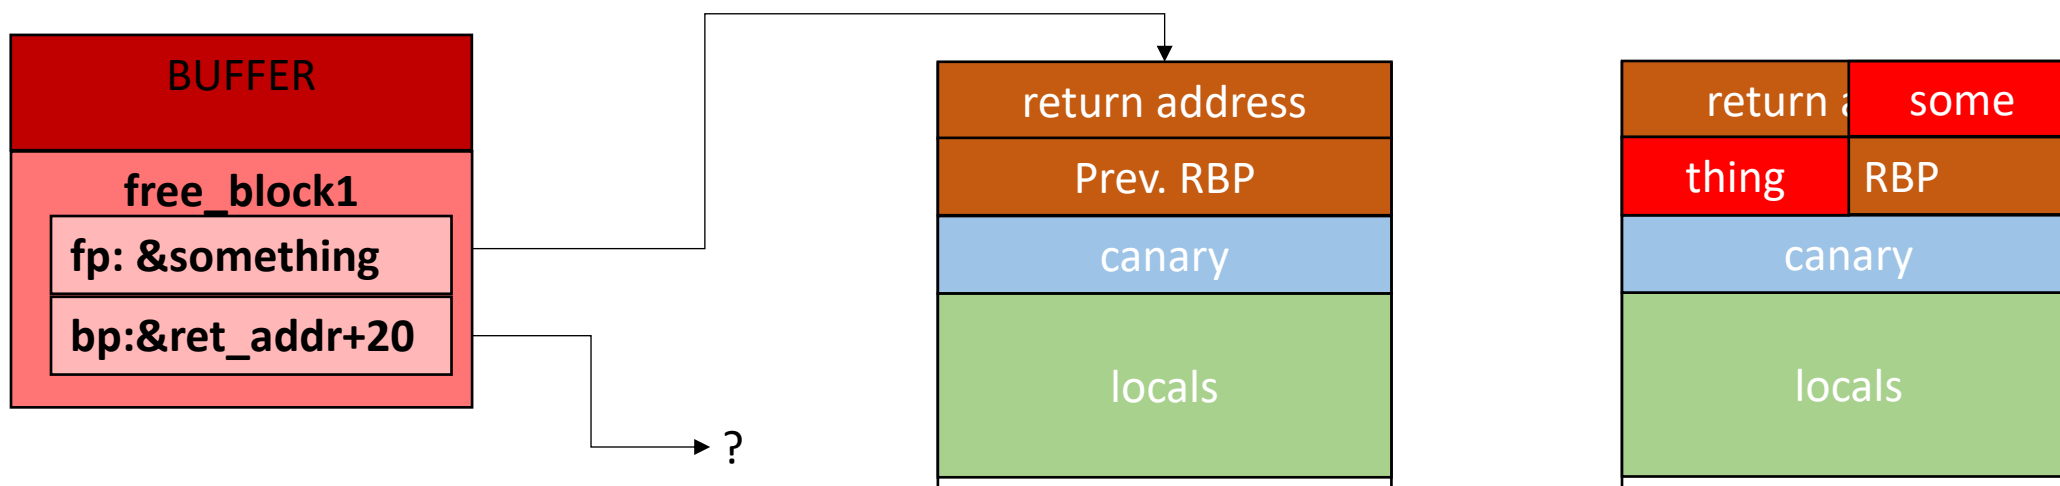 BUFFER
free_block1
fp: &something
bp:&ret_addr+20
?
return address
Prev. RBP
canary
locals
return a
some
thing
RBP
canary
locals